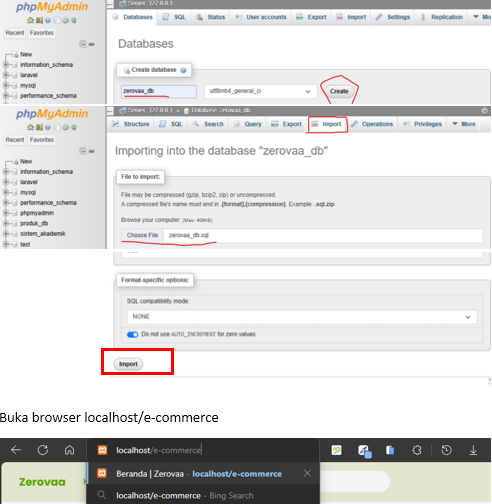 phpMyAdmin
Recent Favorites
New
information_schema
laravel
mysql
performance_schema
Server: 127.0.0.1
Databases SQL Status User accounts Export Import Settings Replication Mo
Databases
Create database
zerovaa_db utf8mb4_general_ci Create
phpMyAdmin
Recent Favorites
New
information_schema
laravel
mysql
performance_schema
phpmyadmin
produk_db
sistem_akademik
test
Server: 127.0.0.1 » Database: zerovaa_db
Structure SQL Search Query Export Import Operations Privileges More
Importing into the database "zerovaa_db"
File to import:
File may be compressed (gzip, bzip2, zip) or uncompressed.
A compressed file's name must end in .[format].[compression]. Example: .sql.zip
Browse your computer: (Max: 40MiB)
Choose File zerovaa_db.sql
Format-specific options:
SQL compatibility mode:
NONE
Do not use AUTO_INCREMENT for zero values
Import
Buka browser localhost/e-commerce
localhost/e-commerce
Zerovaa
Beranda | Zerovaa - localhost/e-commerce
localhost/e-commerce - Bing Search